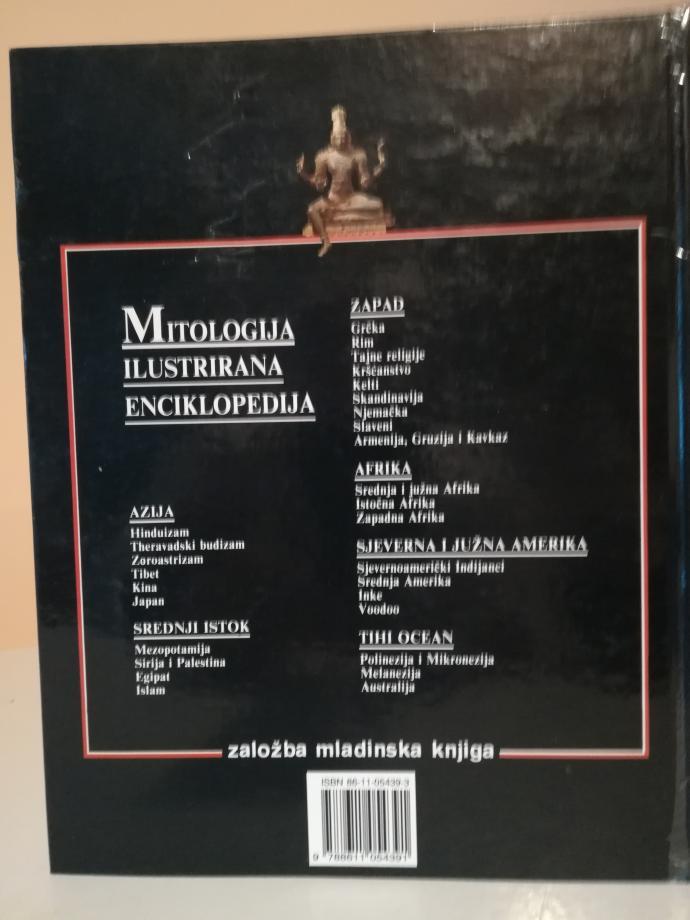 MITOLOGIJA
ILUSTRIRANA
ENCIKLOPEDIJA
AZIJA
Hinduizam
Theravadski budizam
Zoroastrizam
Tibet
Kina
Japan
SREDNJI ISTOK
Mezopotamija
Sirija i Palestina
Egipat
Islam
ZAPAD
Grčka
Rim
Tajne religije
Kršćanstvo
Kelti
Skandinavija
Njemačka
Slaveni
Armenija, Gruzija i Kavkaz
AFRIKA
Srednja i južna Afrika
Istočna Afrika
Zapadna Afrika
SJEVERNA I JUŽNA AMERIKA
Sjevernoamerički Indijanci
Srednja Amerika
Inke
Voodoo
TIHI OCEAN
Polinezija i Mikronezija
Melanezija
Australija
založba mladinska knjiga
ISBN 86-11-05439-3
9 788611 054391